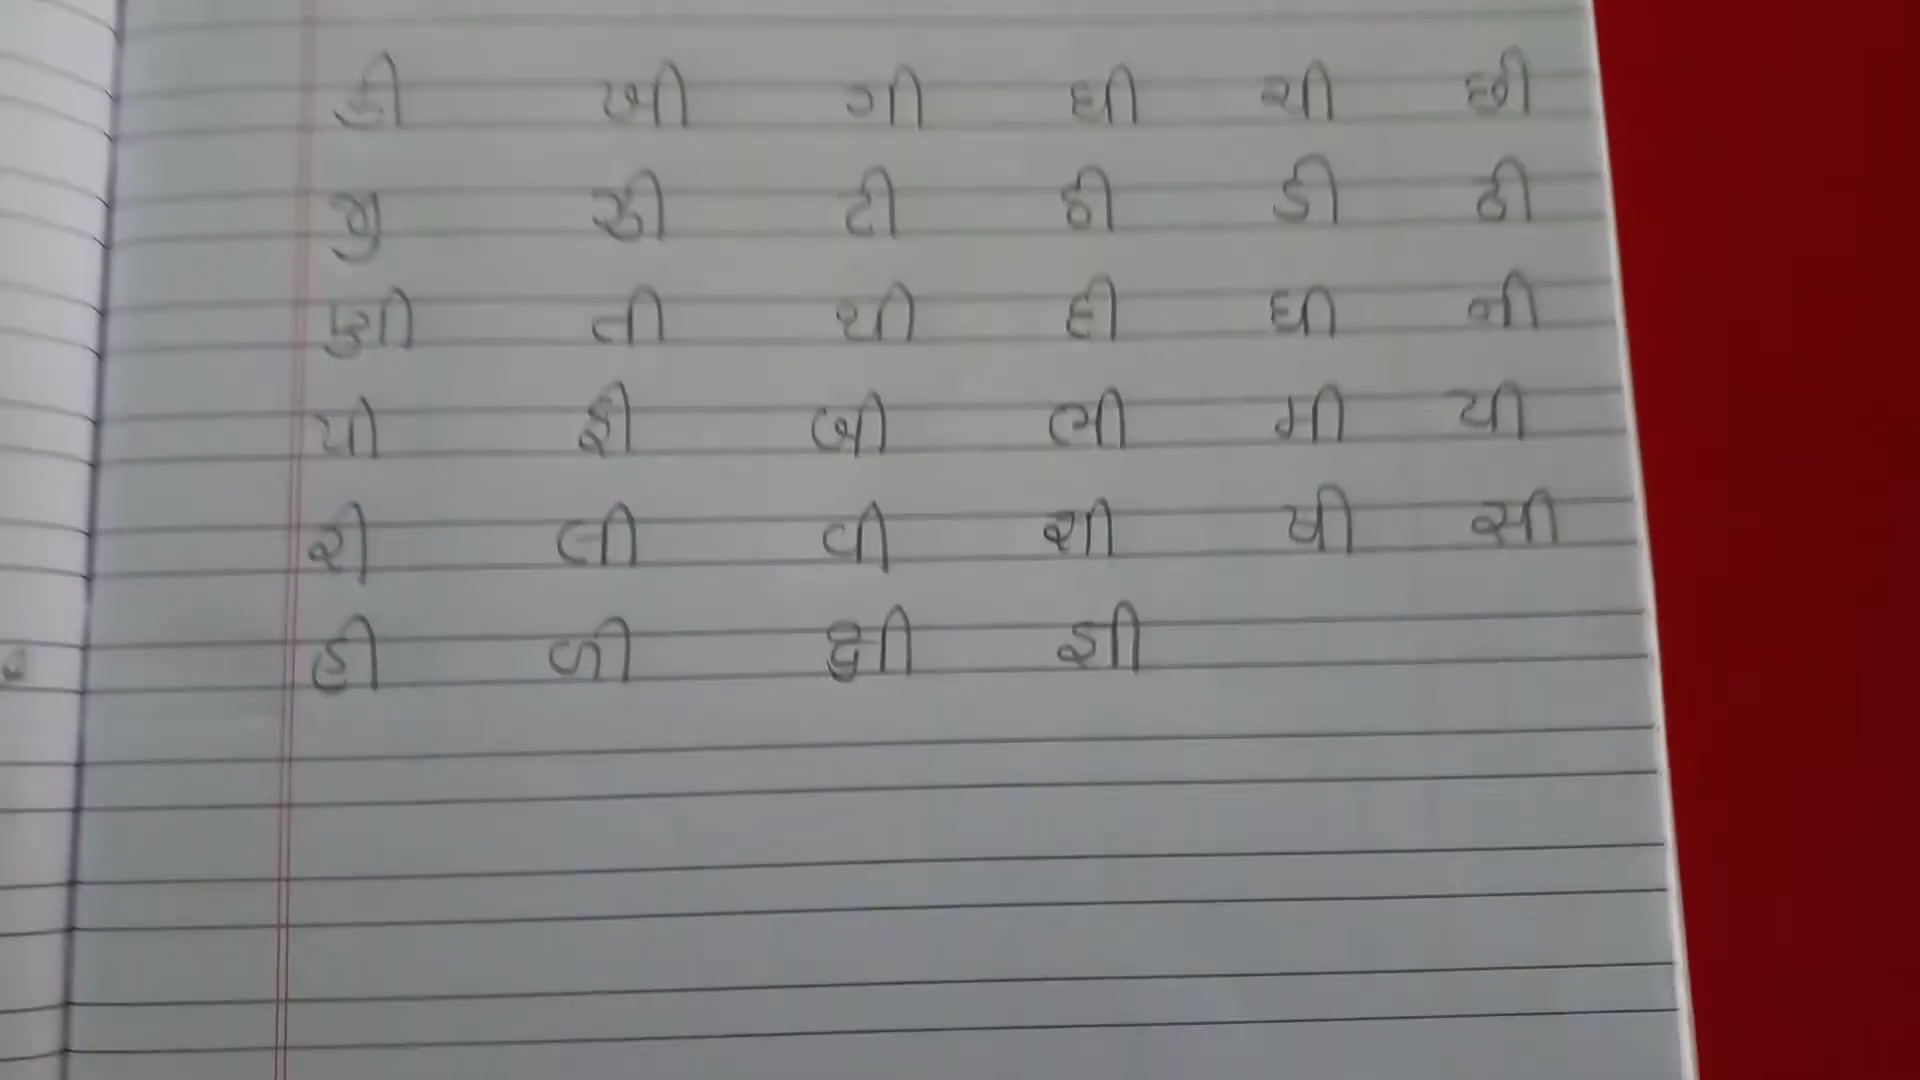 કી ખી ગી ઘી ચી છી
જી ઝી ટી ઠી ડી ઢી
ણી તી થી દી ધી ની
પી ફી બી ભી મી યી
રી લી વી શી ષી સી
હી ળી ક્ષી જ્ઞી